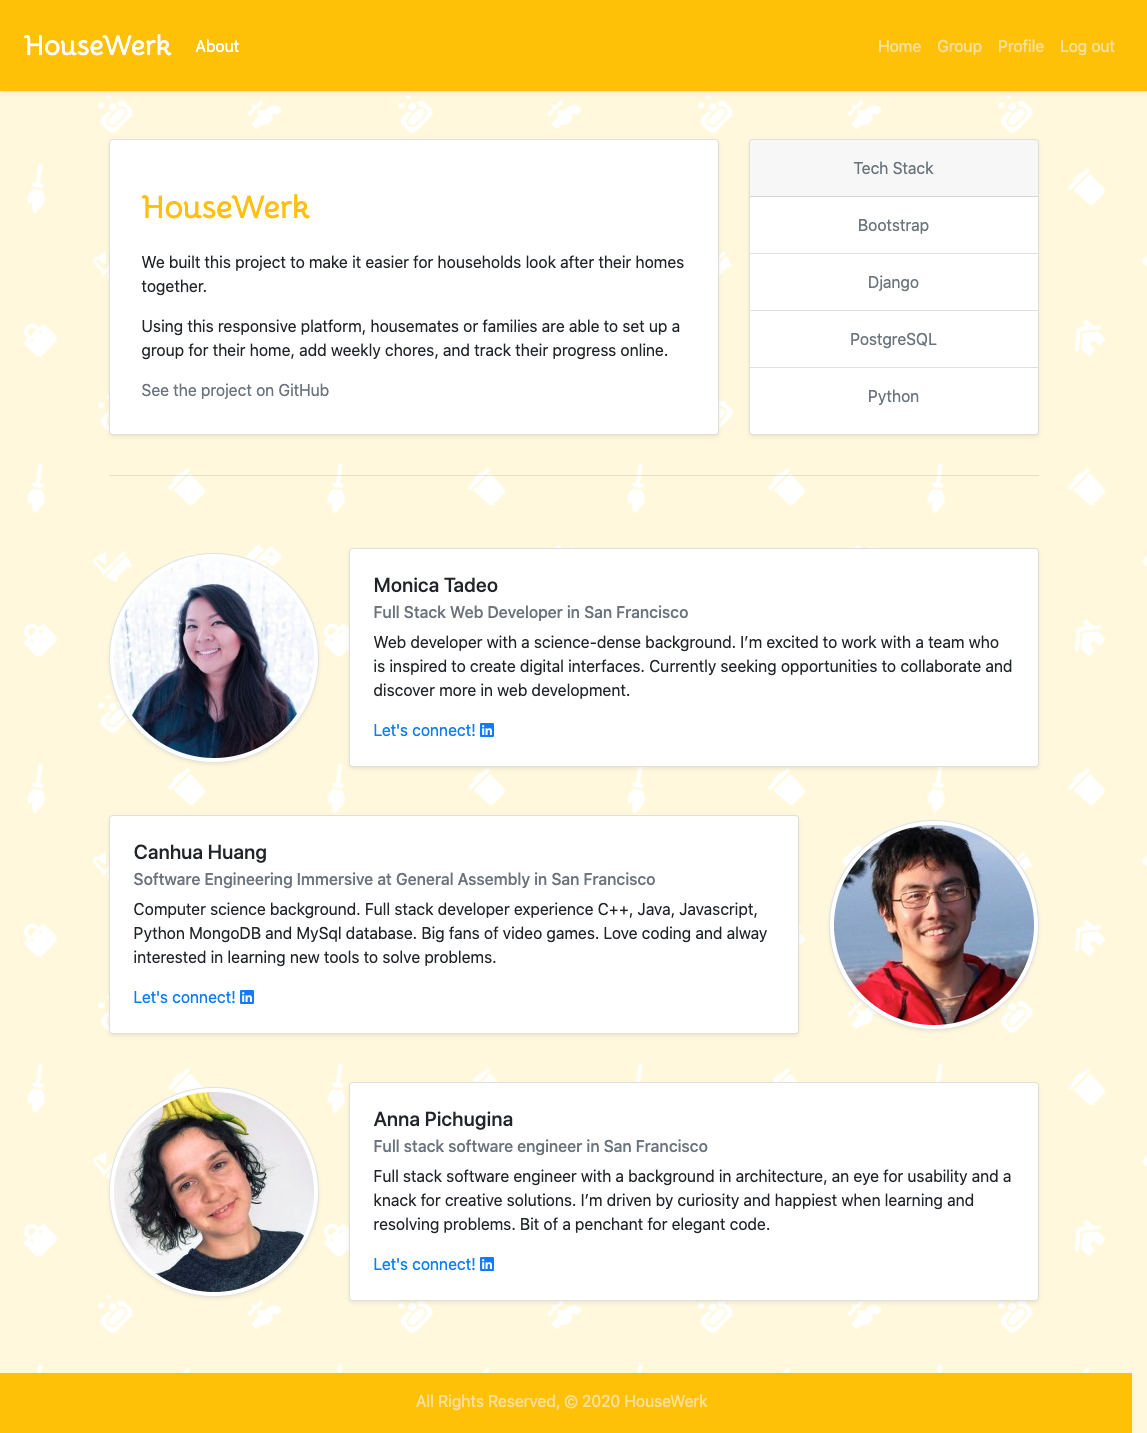 HouseWerk About Home Group Profile Log out
HouseWerk
We built this project to make it easier for households look after their homes
together.
Using this responsive platform, housemates or families are able to set up a
group for their home, add weekly chores, and track their progress online.
See the project on GitHub
Tech Stack
Bootstrap
Django
PostgreSQL
Python
Monica Tadeo
Full Stack Web Developer in San Francisco
Web developer with a science-dense background. I’m excited to work with a team who
is inspired to create digital interfaces. Currently seeking opportunities to collaborate and
discover more in web development.
Let's connect!
Canhua Huang
Software Engineering Immersive at General Assembly in San Francisco
Computer science background. Full stack developer experience C++, Java, Javascript,
Python MongoDB and MySql database. Big fans of video games. Love coding and alway
interested in learning new tools to solve problems.
Let's connect!
Anna Pichugina
Full stack software engineer in San Francisco
Full stack software engineer with a background in architecture, an eye for usability and a
knack for creative solutions. I’m driven by curiosity and happiest when learning and
resolving problems. Bit of a penchant for elegant code.
Let's connect!
All Rights Reserved, © 2020 HouseWerk